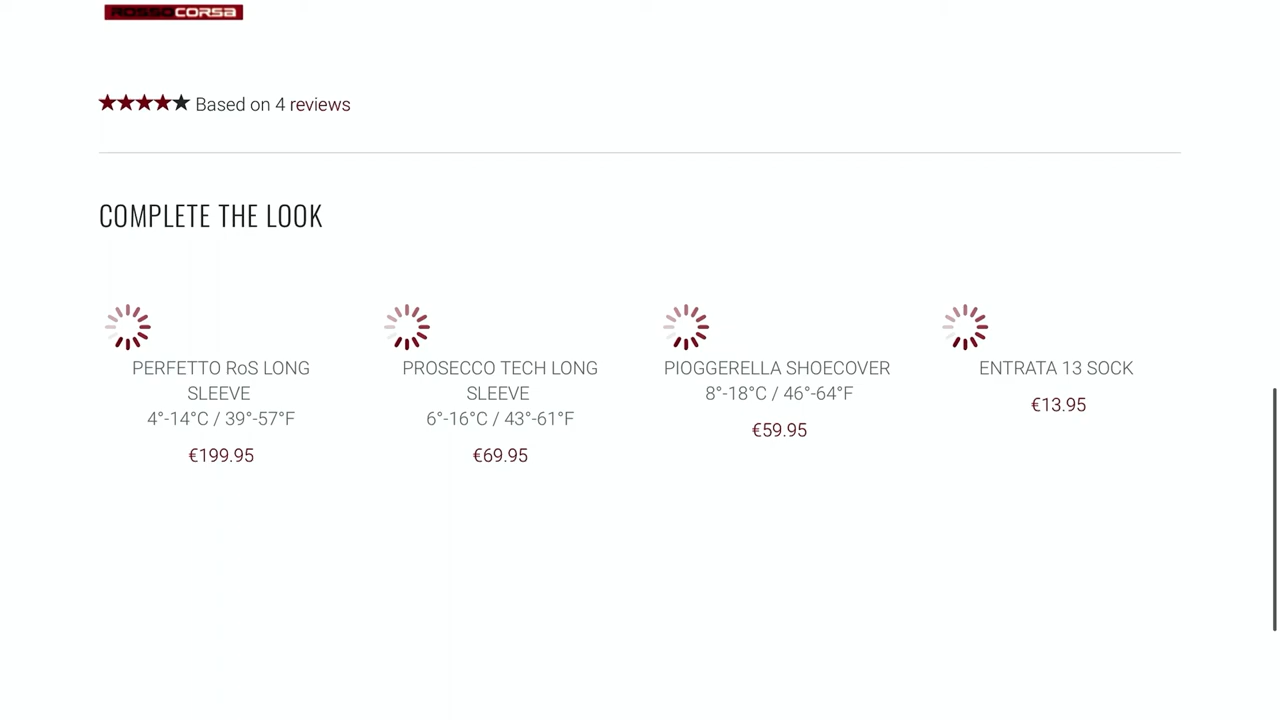 ROSSOCORSA
Based on 4 reviews
COMPLETE THE LOOK
PERFETTO RoS LONG
SLEEVE
4°-14°C / 39°-57°F
€199.95
PROSECCO TECH LONG
SLEEVE
6°-16°C / 43°-61°F
€69.95
PIOGGERELLA SHOECOVER
8°-18°C / 46°-64°F
€59.95
ENTRATA 13 SOCK
€13.95